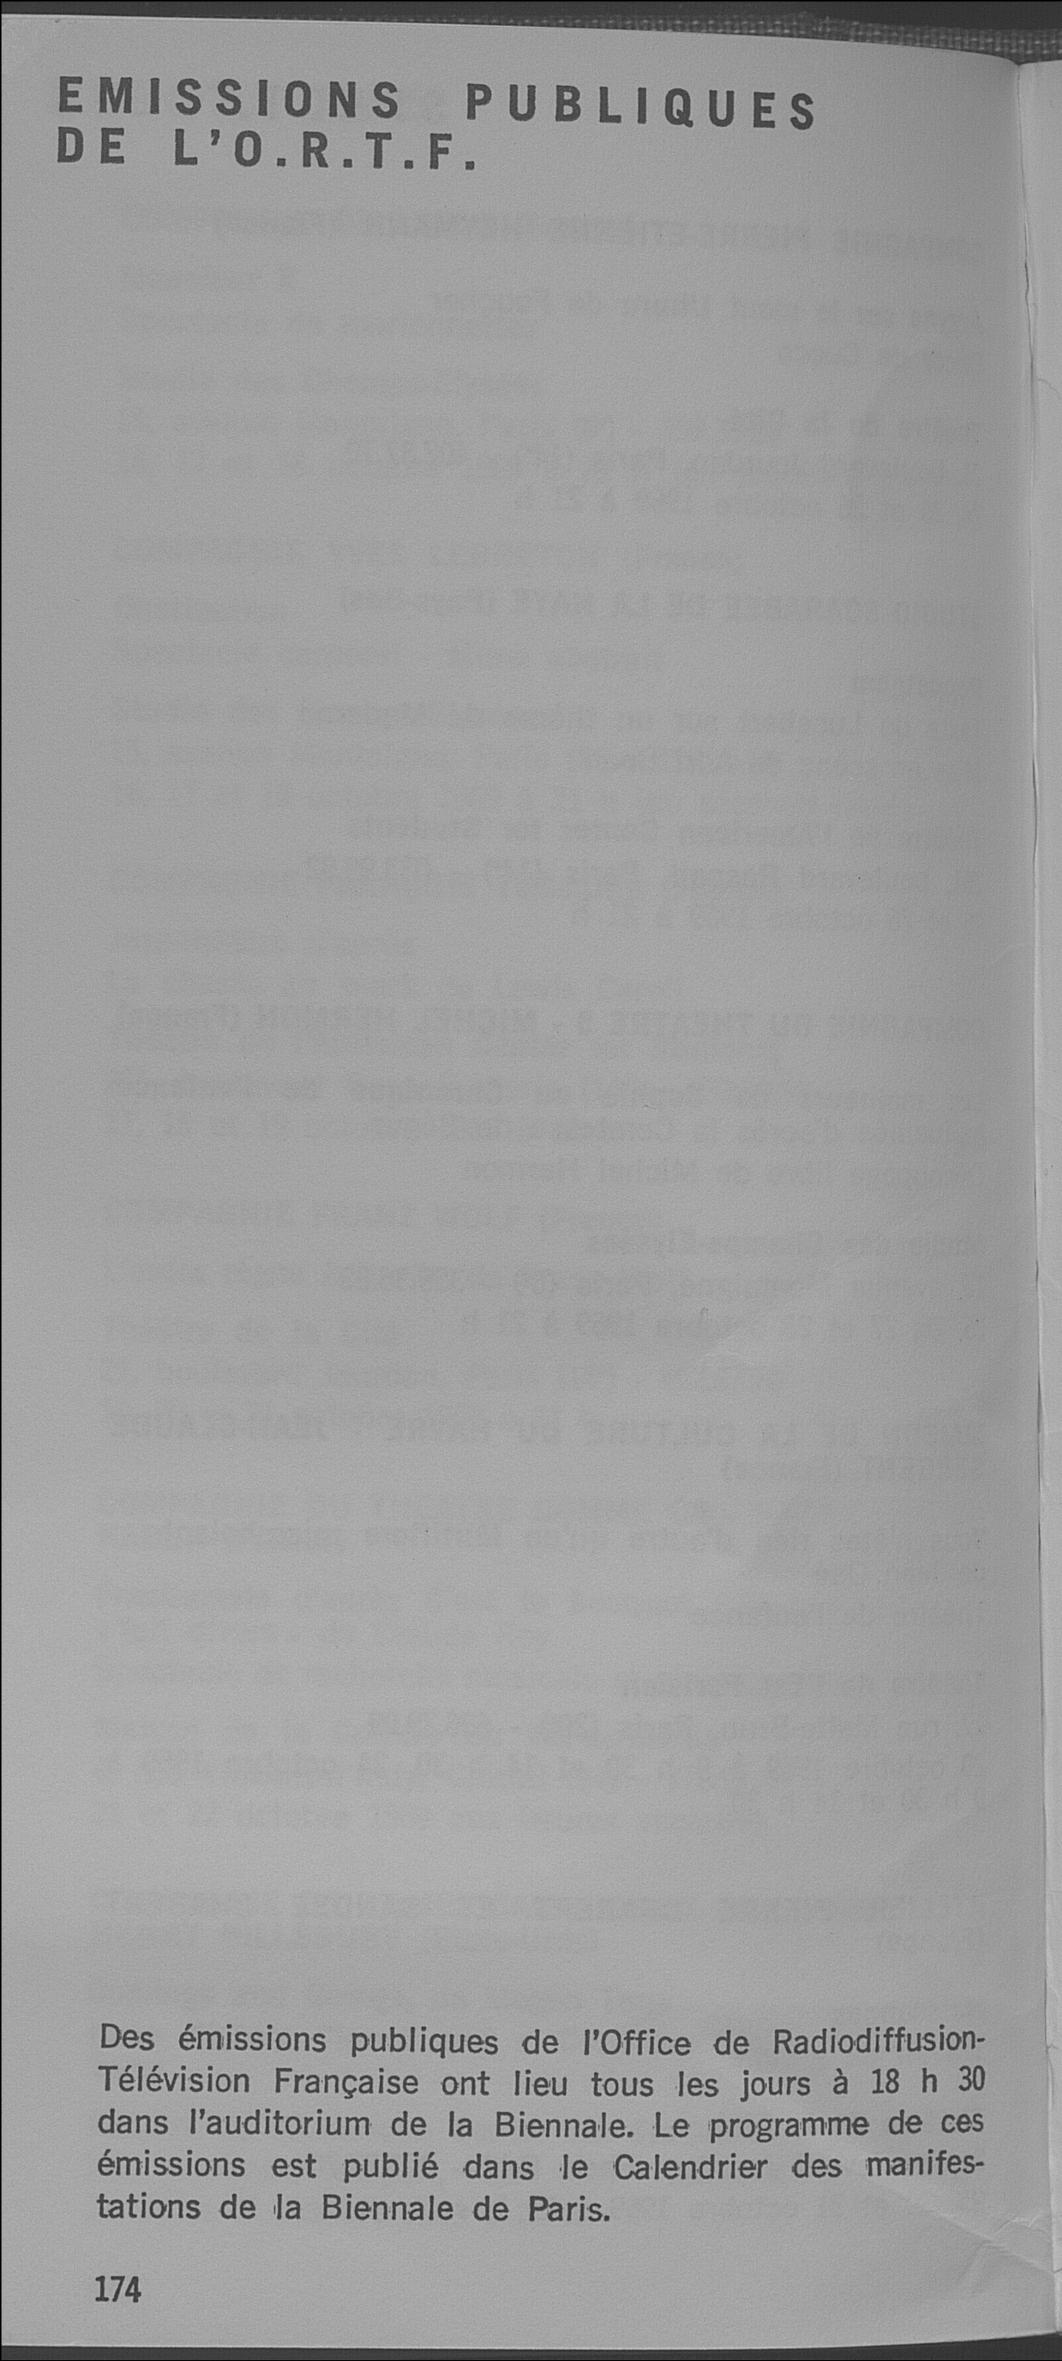 EMISSIONS PUBLIQUES
DE L'O.R.T.F.
Des émissions publiques de l'Office de Radiodiffusion-
Télévision Française ont lieu tous les jours à 18 h 30
dans l'auditorium de la Biennale. Le programme de ces
émissions est publié dans le Calendrier des manifes-
tations de la Biennale de Paris.
174